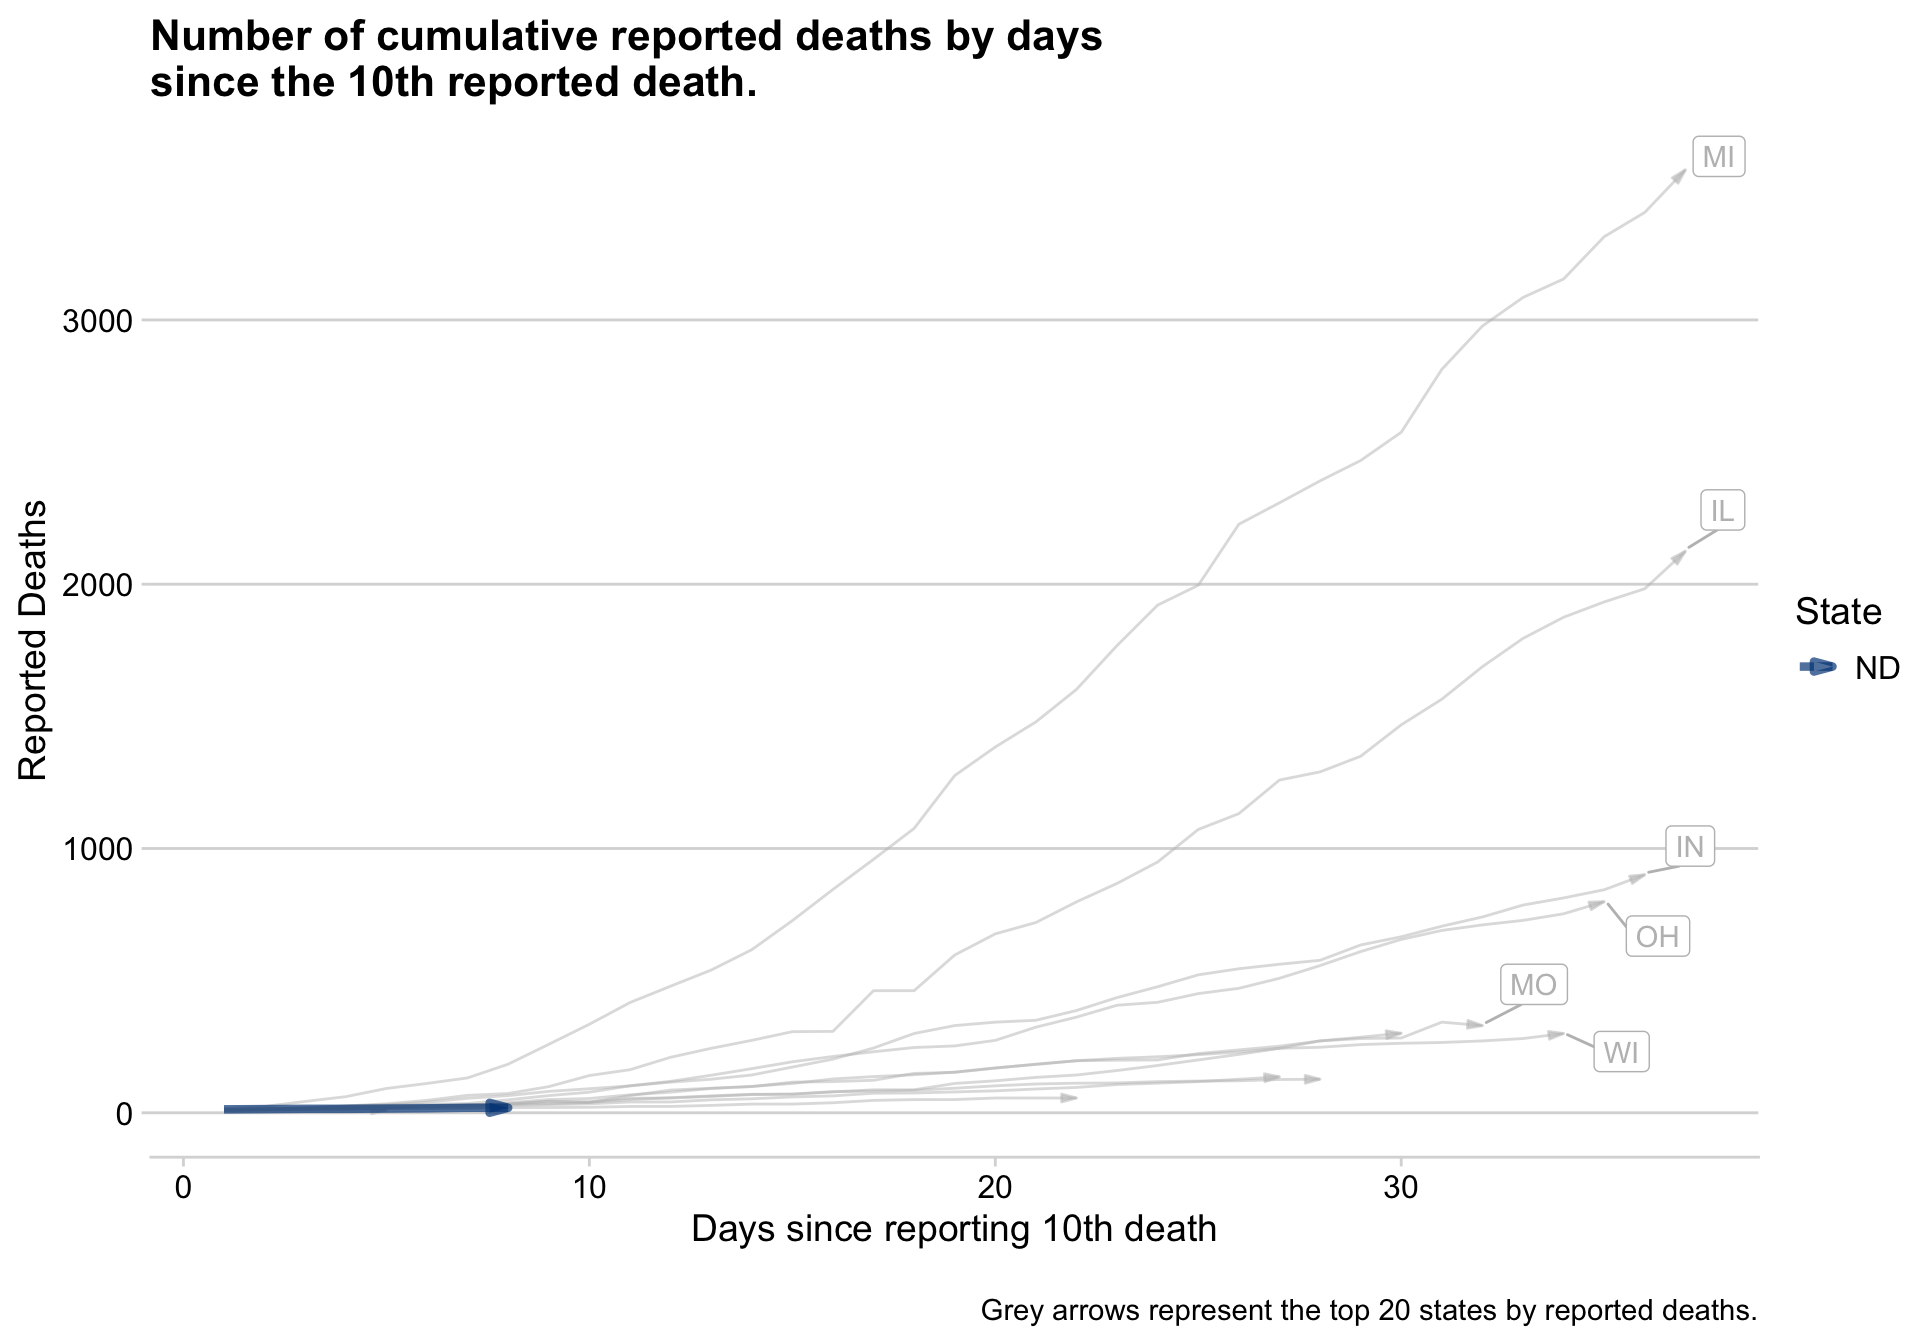 Number of cumulative reported deaths by days
since the 10th reported death.
MI
3000
IL
Reported Deaths
2000
State
ND
1000
IN
OH
MO
WI
0
0 10 20 30
Days since reporting 10th death
Grey arrows represent the top 20 states by reported deaths.